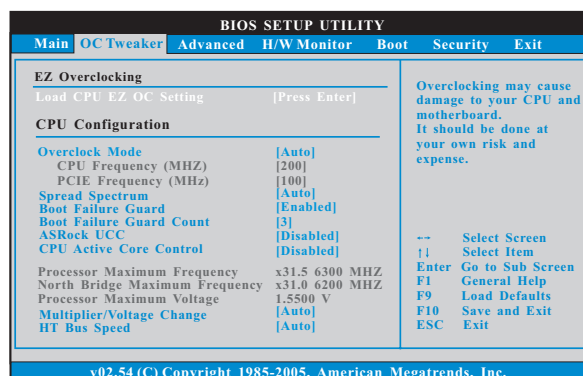 BIOS SETUP UTILITY
Main OC Tweaker Advanced H/W Monitor Boot Security Exit
EZ Overclocking
Load CPU EZ OC Setting [Press Enter]
CPU Configuration
Overclock Mode [Auto]
CPU Frequency (MHZ) [200]
PCIE Frequency (MHz) [100]
Spread Spectrum [Auto]
Boot Failure Guard [Enabled]
Boot Failure Guard Count [3]
ASRock UCC [Disabled]
CPU Active Core Control [Disabled]
Processor Maximum Frequency x31.5 6300 MHZ
North Bridge Maximum Frequency x31.0 6200 MHZ
Processor Maximum Voltage 1.5500 V
Multiplier/Voltage Change [Auto]
HT Bus Speed [Auto]
Overclocking may cause
damage to your CPU and
motherboard.
It should be done at
your own risk and
expense.
←→ Select Screen
↑↓ Select Item
Enter Go to Sub Screen
F1 General Help
F9 Load Defaults
F10 Save and Exit
ESC Exit
v02.54 (C) Copyright 1985-2005, American Megatrends, Inc.